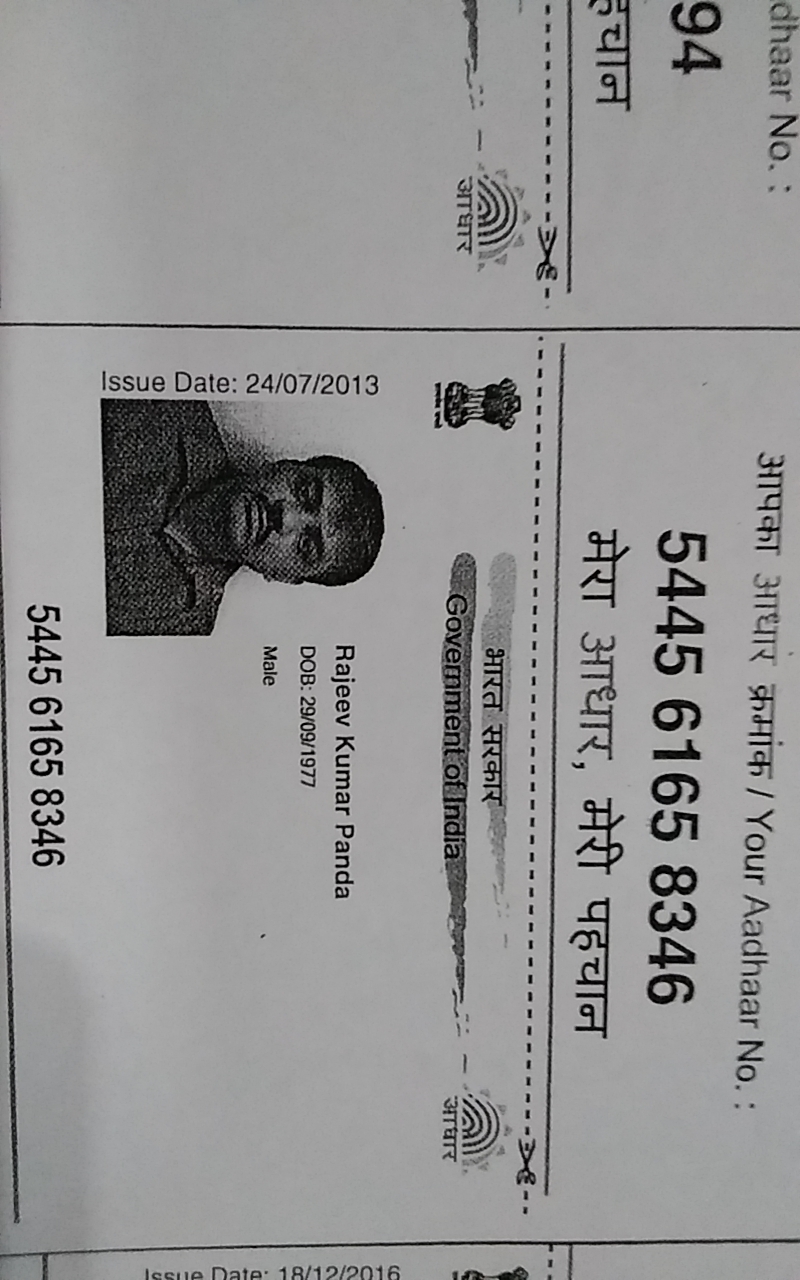 dhaar No. :
94
हचान
आधार
आपका आधार क्रमांक / Your Aadhaar No. :
5445 6165 8346
मेरा आधार, मेरी पहचान
भारत सरकार
Government of India
आधार
Issue Date: 24/07/2013
Rajeev Kumar Panda
DOB: 29/09/1977
Male
5445 6165 8346
Issue Date: 18/12/2016